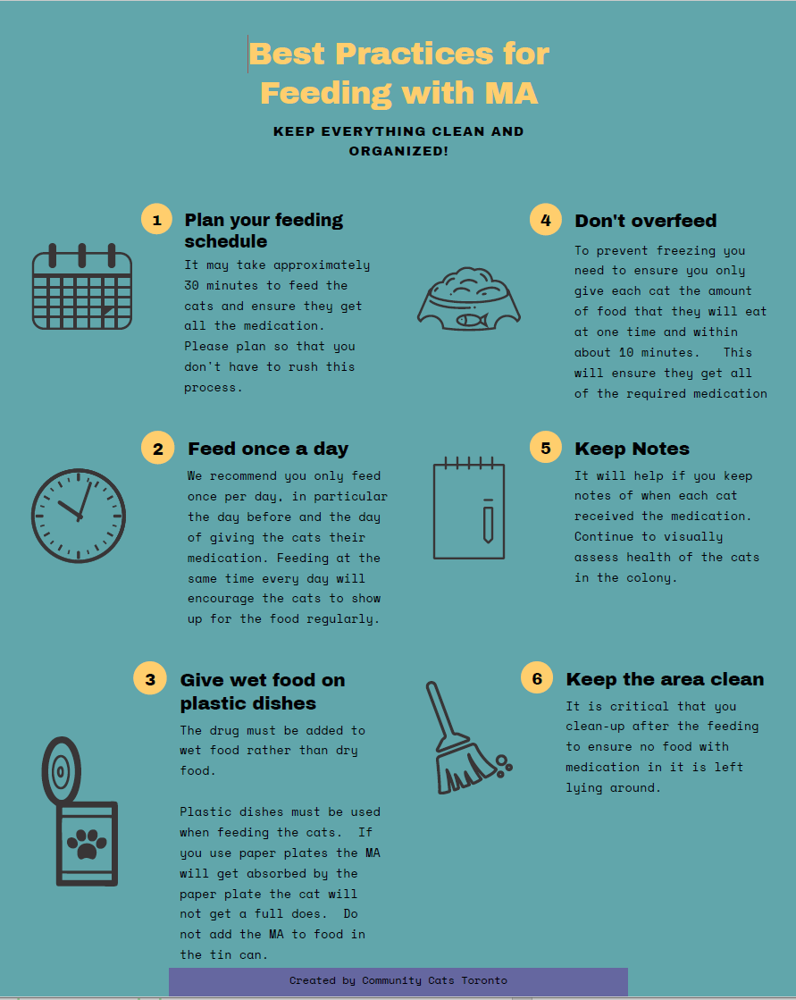 Best Practices for
Feeding with MA
KEEP EVERYTHING CLEAN AND
ORGANIZED!
1
Plan your feeding
schedule
It may take approximately
30 minutes to feed the
cats and ensure they get
all the medication.
Please plan so that you
don't have to rush this
process.
2
Feed once a day
We recommend you only feed
once per day, in particular
the day before and the day
of giving the cats their
medication. Feeding at the
same time every day will
encourage the cats to show
up for the food regularly.
3
Give wet food on
plastic dishes
The drug must be added to
wet food rather than dry
food.
Plastic dishes must be used
when feeding the cats.  If
you use paper plates the MA
will get absorbed by the
paper plate the cat will
not get a full does.  Do
not add the MA to food in
the tin can.
4
Don't overfeed
To prevent freezing you
need to ensure you only
give each cat the amount
of food that they will eat
at one time and within
about 10 minutes.   This
will ensure they get all
of the required medication
5
Keep Notes
It will help if you keep
notes of when each cat
received the medication.
Continue to visually
assess health of the cats
in the colony.
6
Keep the area clean
It is critical that you
clean-up after the feeding
to ensure no food with
medication in it is left
lying around.
Created by Community Cats Toronto